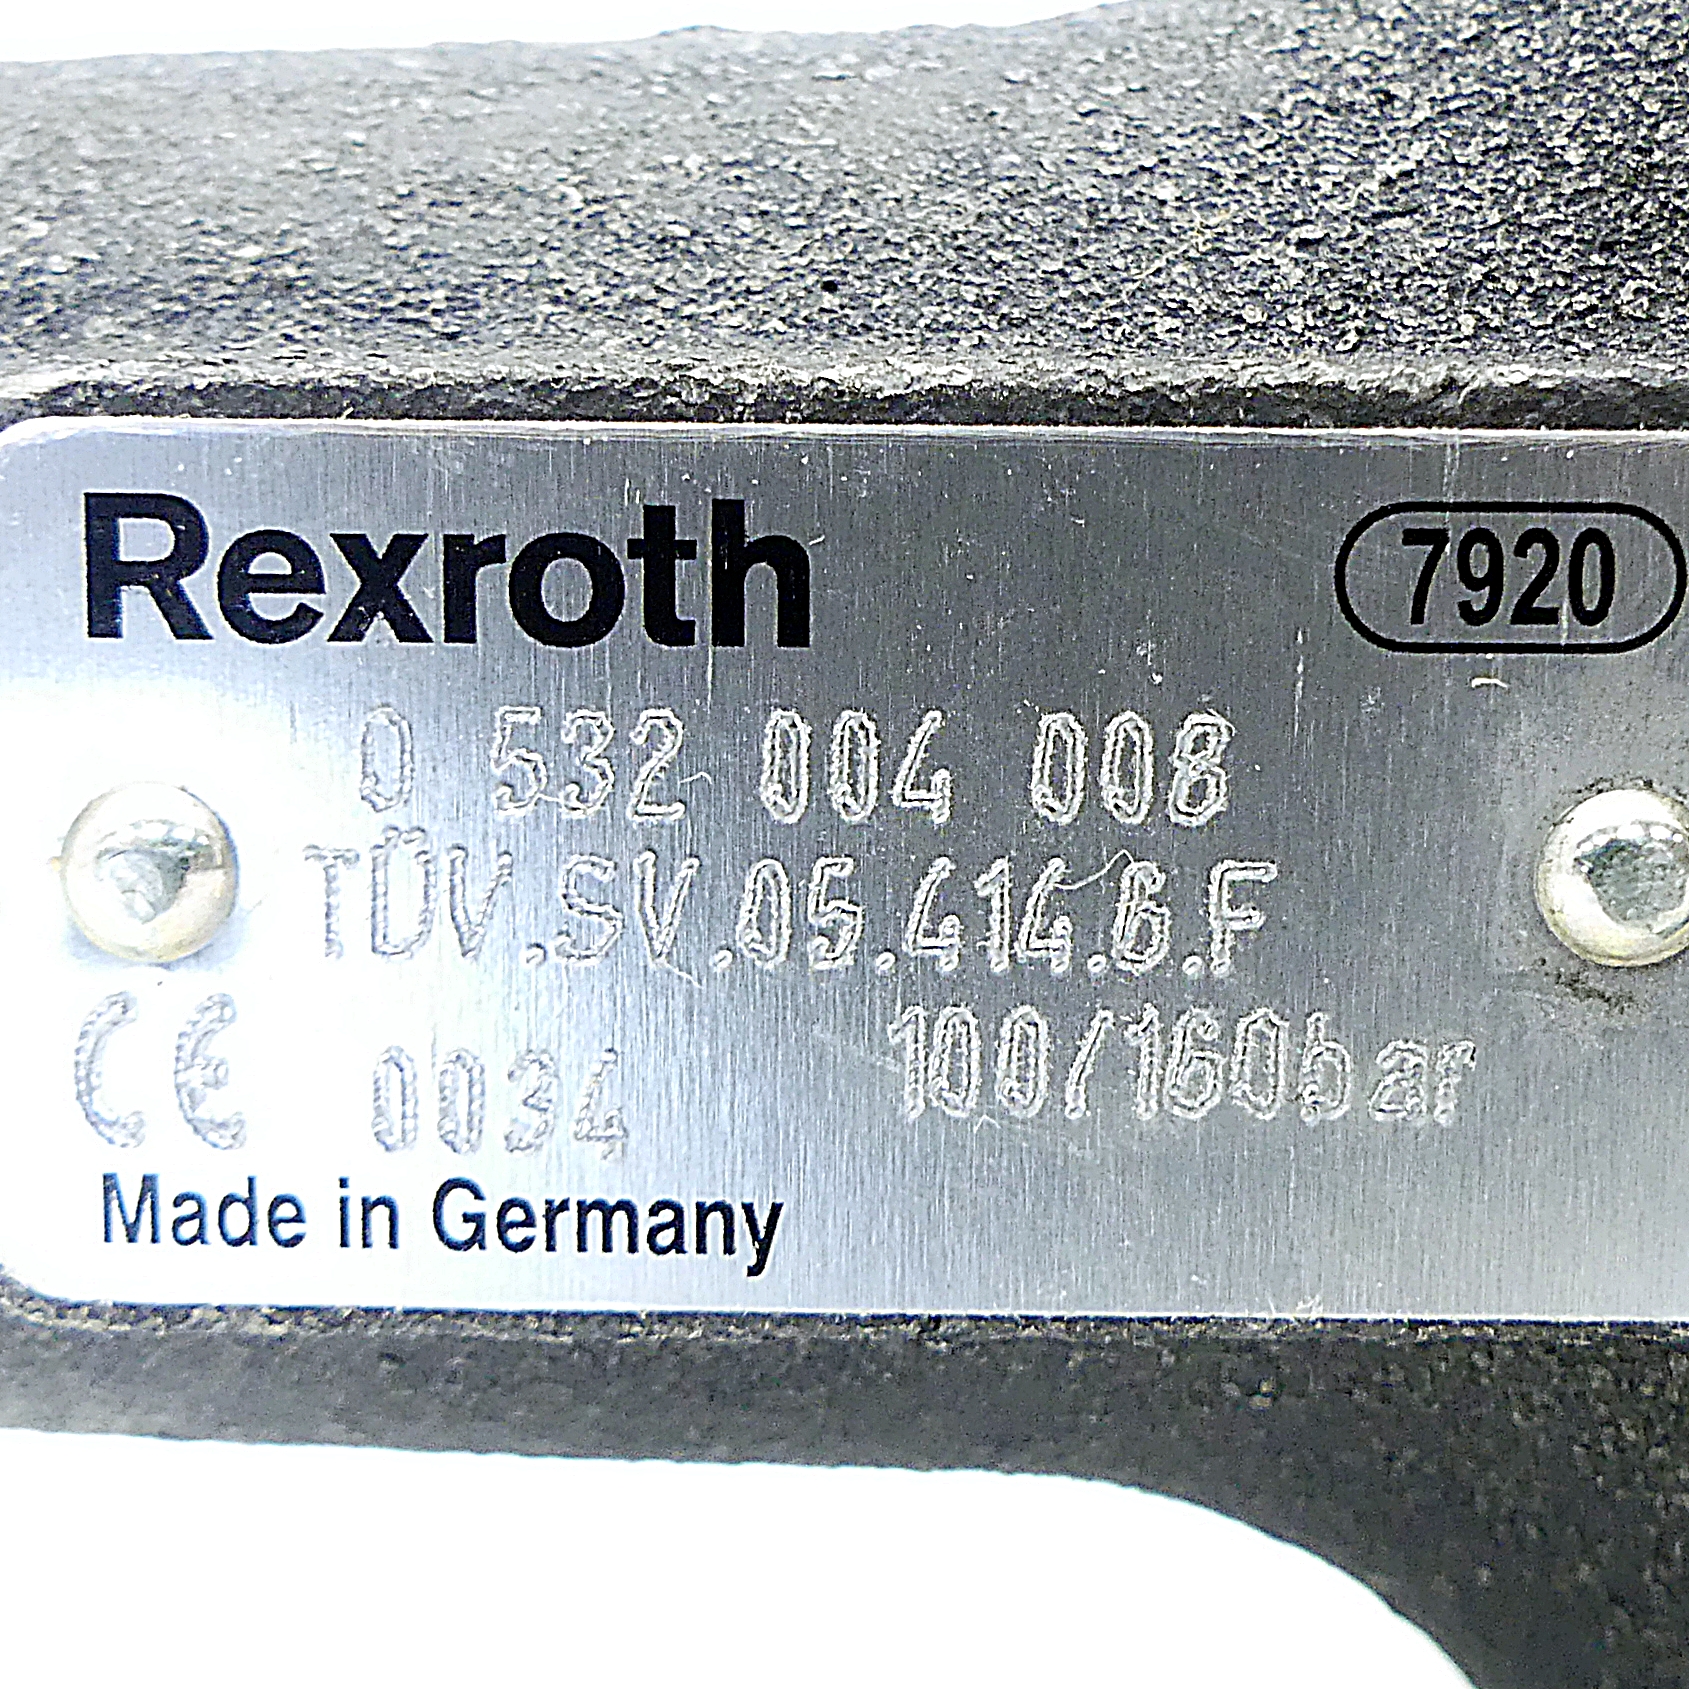 Rexroth 7920
0 532 004 008
TÜV.SV.05.414.6.F
CE 0034 100/160bar
Made in Germany